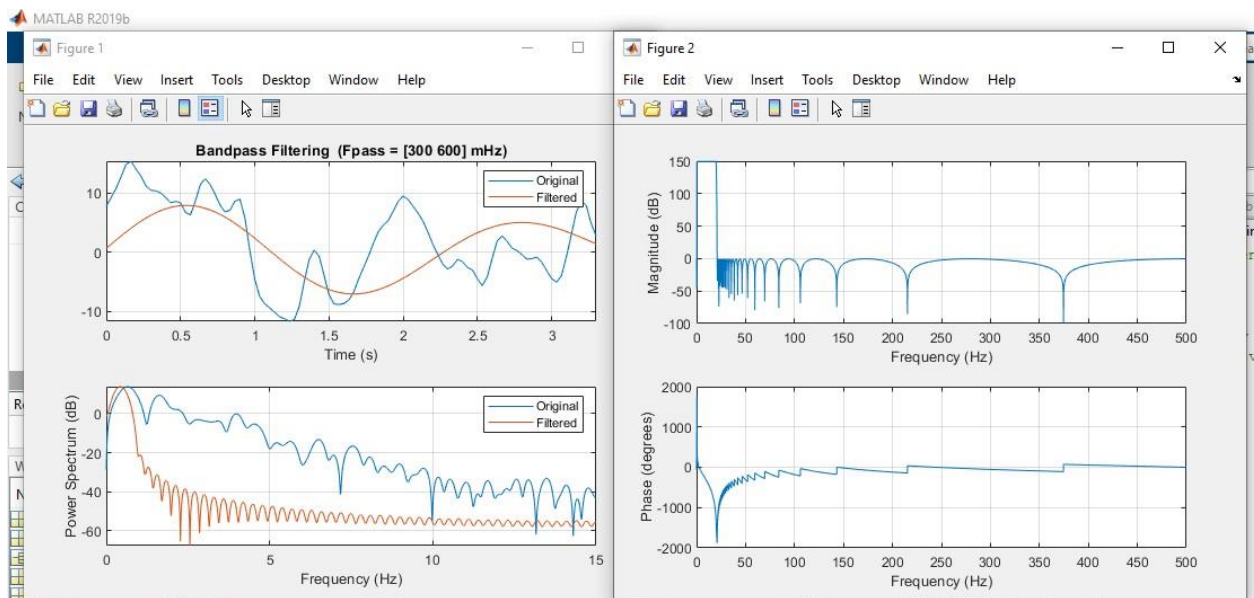 MATLAB R2019b
Figure 1
File Edit View Insert Tools Desktop Window Help
Bandpass Filtering (Fpass = [300 600] mHz)
Original
Filtered
10
0
-10
0 0.5 1 1.5 2 2.5 3
Time (s)
Power Spectrum (dB)
Original
Filtered
0
-20
-40
-60
0 5 10 15
Frequency (Hz)
Figure 2
File Edit View Insert Tools Desktop Window Help
Magnitude (dB)
150
100
50
0
-50
-100
0 50 100 150 200 250 300 350 400 450 500
Frequency (Hz)
Phase (degrees)
2000
1000
0
-1000
-2000
0 50 100 150 200 250 300 350 400 450 500
Frequency (Hz)